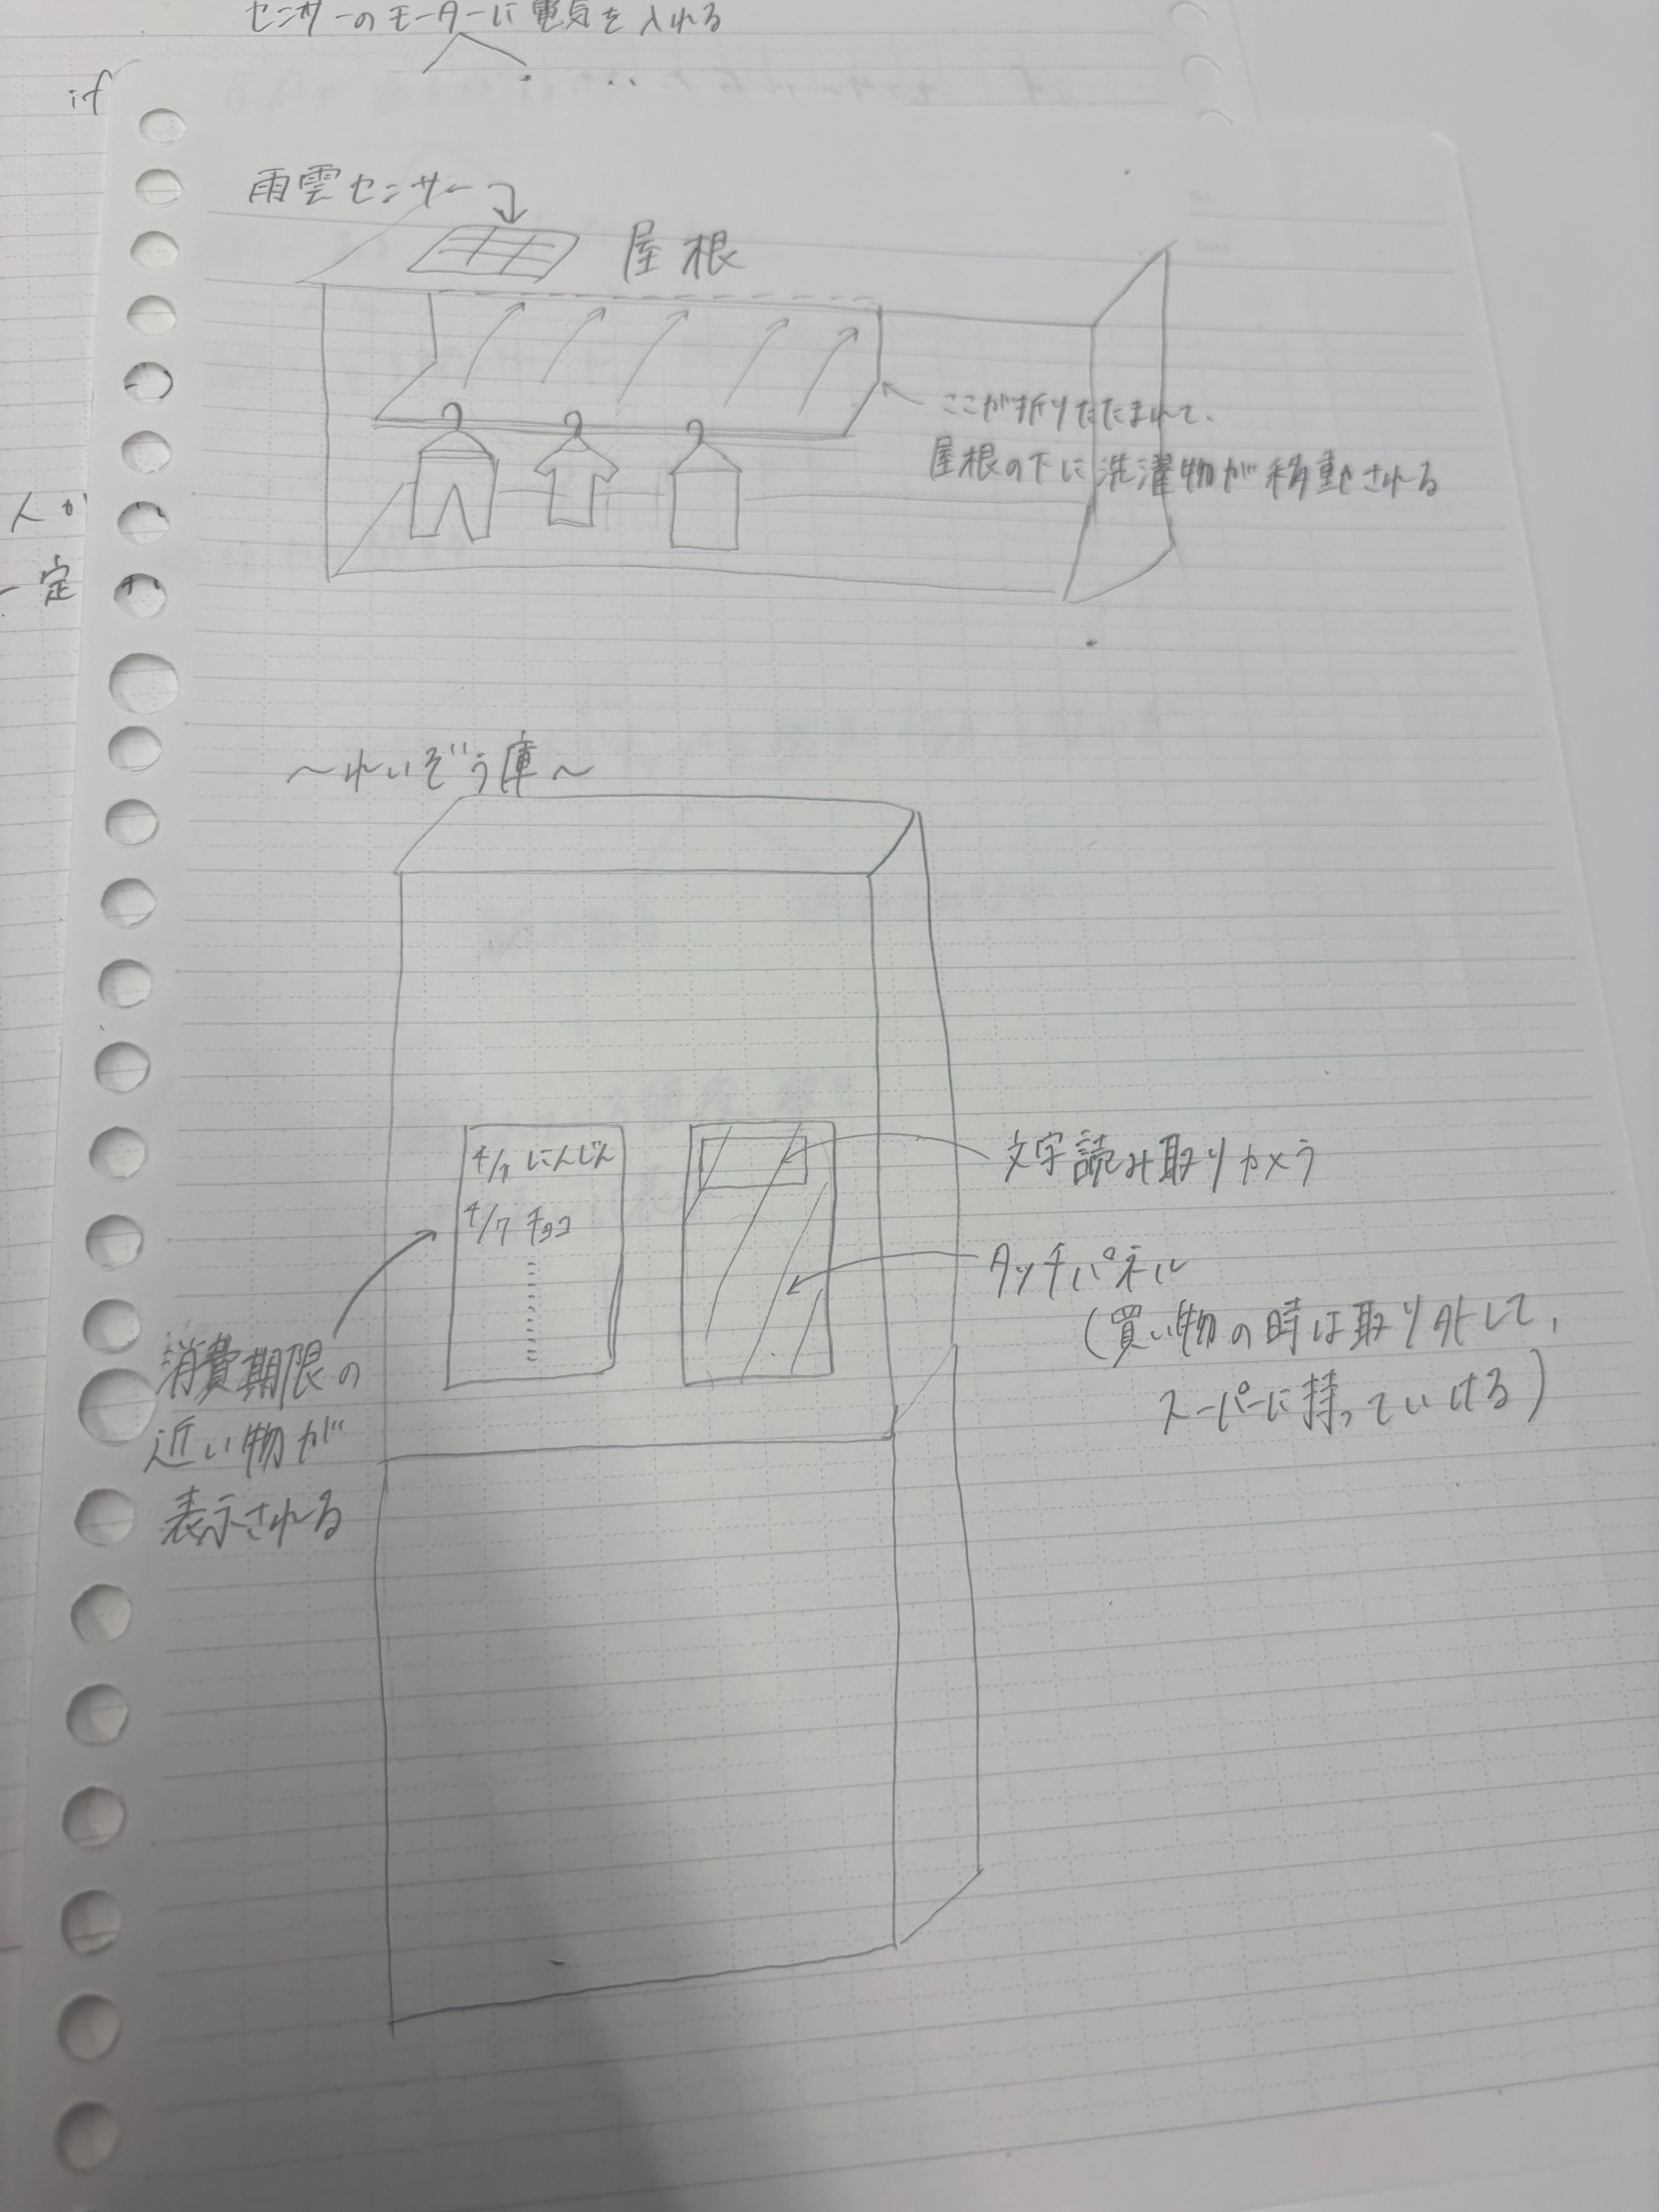 センサーのモーターに電気を入れる
if
雨雲センサー
屋根
ここが折りたたまれて、
屋根の下に洗濯物が移動される
人が
一定
〜れいぞう庫〜
にんじん
4/7 チョコ
文字読み取りカメラ
タッチパネル
(買い物の時は取り外して、
スーパーに持っていける)
消費期限の
近い物が
表示される